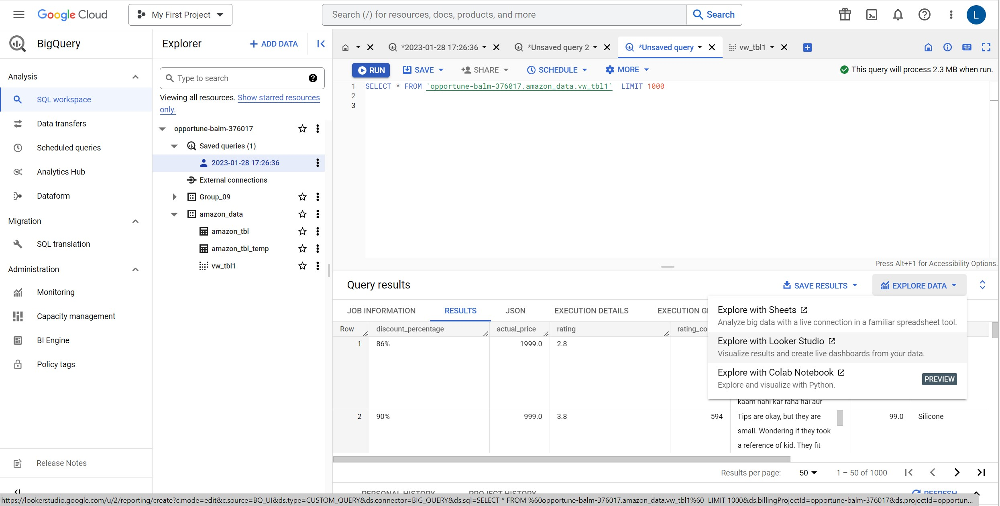 Google Cloud
My First Project
Search (/) for resources, docs, products, and more
Search
L
BigQuery
Analysis
SQL workspace
Data transfers
Scheduled queries
Analytics Hub
Dataform
Migration
SQL translation
Administration
Monitoring
Capacity management
BI Engine
Policy tags
Release Notes
Explorer
+ ADD DATA
Type to search
Viewing all resources. Show starred resources
only.
opportune-balm-376017
Saved queries (1)
2023-01-28 17:26:36
External connections
Group_09
amazon_data
amazon_tbl
amazon_tbl_temp
vw_tbl1
*2023-01-28 17:26:36
*Unsaved query 2
*Unsaved query
vw_tbl1
RUN
SAVE
SHARE
SCHEDULE
MORE
This query will process 2.3 MB when run.
1 SELECT * FROM `opportune-balm-376017.amazon_data.vw_tbl1` LIMIT 1000
2
3
Press Alt+F1 for Accessibility Options.
Query results
SAVE RESULTS
EXPLORE DATA
JOB INFORMATION
RESULTS
JSON
EXECUTION DETAILS
EXECUTION
Explore with Sheets
Analyze big data with a live connection in a familiar spreadsheet tool.
Explore with Looker Studio
Visualize results and create live dashboards from your data.
Explore with Colab Notebook
Explore and visualize with Python.
PREVIEW
Row discount_percentage actual_price rating rating_cou
1 86% 1999.0 2.8
kaam nahi kar raha hai aur
2 90% 999.0 3.8 594 Tips are okay, but they are 99.0 Silicone
small. Wondering if they took
a reference of kid. They fit
Results per page: 50 1 – 50 of 1000
PERSONAL HISTORY PROJECT HISTORY REFRESH
https://lookerstudio.google.com/u/2/reporting/create?c.mode=edit&c.source=BQ_UI&ds.type=CUSTOM_QUERY&ds.connector=BIG_QUERY&ds.sql=SELECT * FROM %60opportune-balm-376017.amazon_data.vw_tbl1%60 LIMIT 1000&ds.billingProjectId=opportune-balm-376017&ds.projectId=opportun...